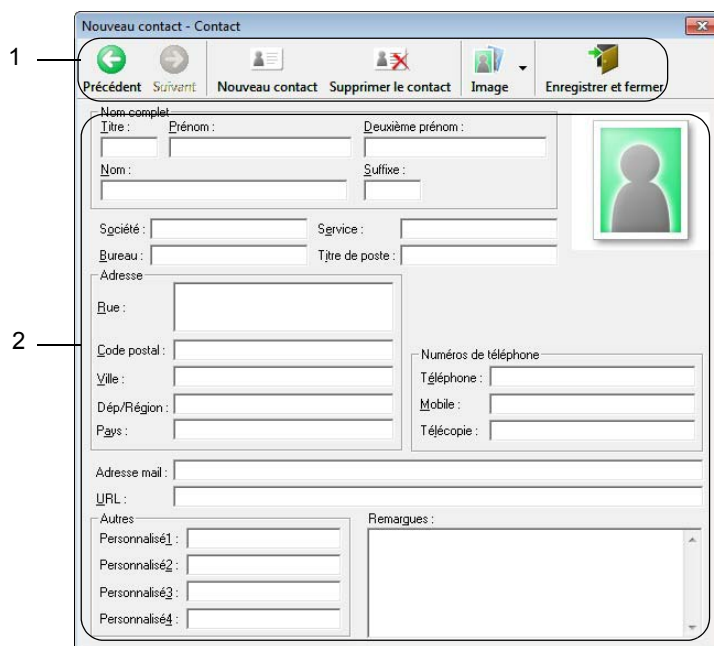 Nouveau contact - Contact
1
Précédent Suivant Nouveau contact Supprimer le contact Image Enregistrer et fermer
Nom complet
Titre : Prénom : Deuxième prénom :
Nom : Suffixe :
Société : Service :
Bureau : Titre de poste :
Adresse
Rue :
2
Code postal :
Numéros de téléphone
Ville : Téléphone :
Dép/Région : Mobile :
Pays : Télécopie :
Adresse mail :
URL :
Autres Remarques :
Personnalisé1 :
Personnalisé2 :
Personnalisé3 :
Personnalisé4 :